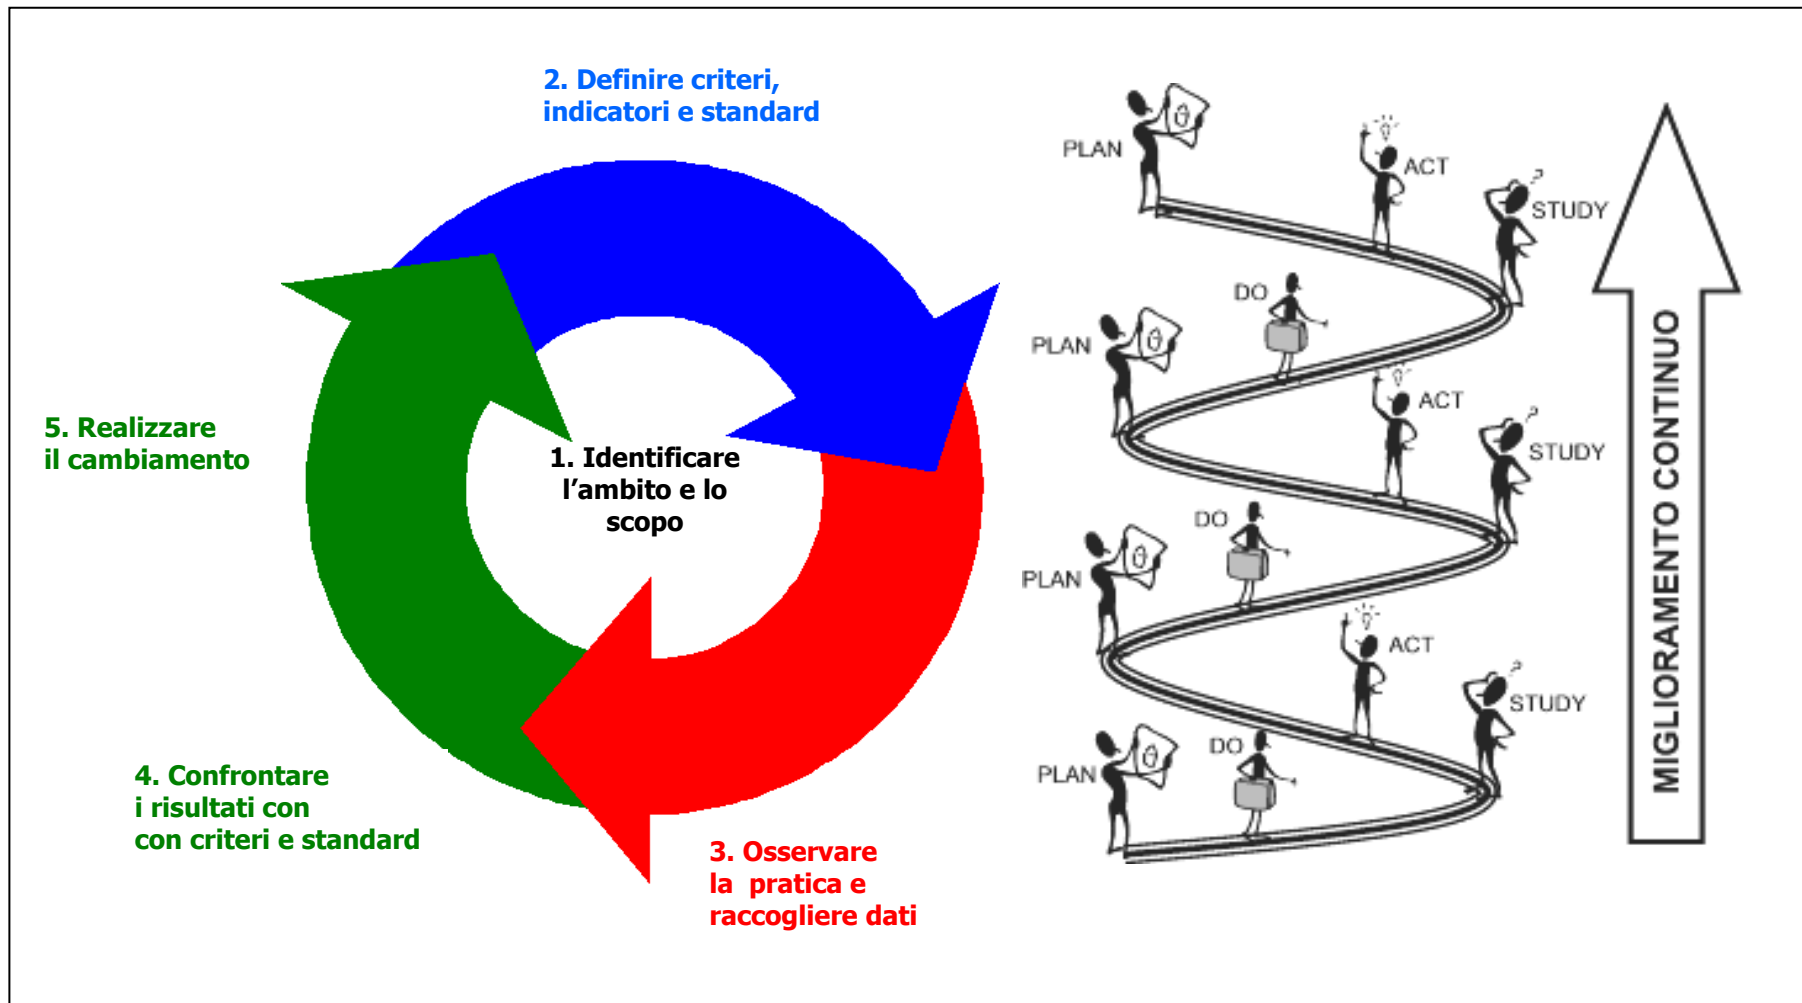 2. Definire criteri,
indicatori e standard
1. Identificare
l’ambito e lo
scopo
5. Realizzare
il cambiamento
4. Confrontare
i risultati con
con criteri e standard
3. Osservare
la pratica e
raccogliere dati
PLAN
ACT
STUDY
DO
PLAN
ACT
STUDY
DO
PLAN
ACT
STUDY
DO
PLAN
MIGLIORAMENTO CONTINUO